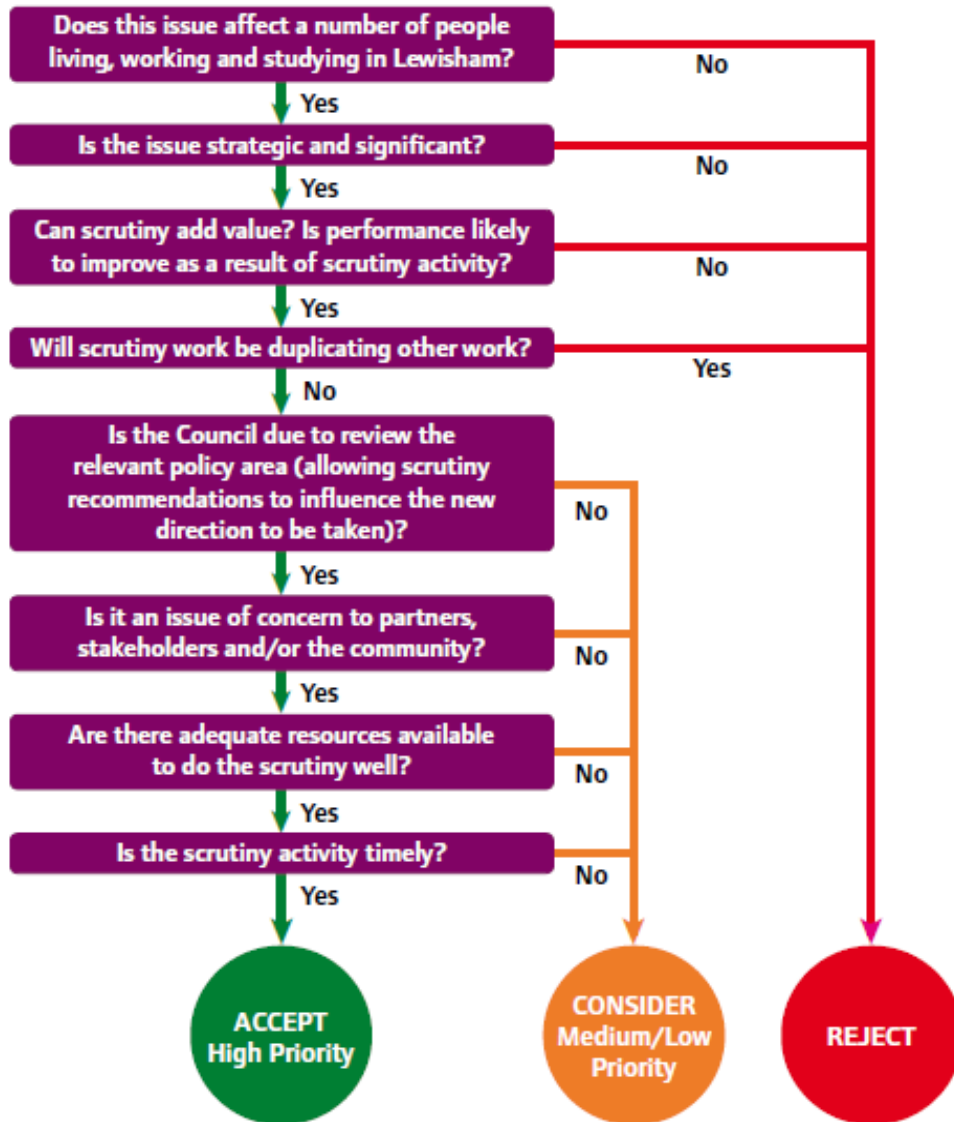 Does this issue affect a number of people
living, working and studying in Lewisham?
No
Yes
Is the issue strategic and significant?
No
Yes
Can scrutiny add value? Is performance likely
to improve as a result of scrutiny activity?
No
Yes
Will scrutiny work be duplicating other work?
Yes
No
Is the Council due to review the
relevant policy area (allowing scrutiny
recommendations to influence the new
direction to be taken)?
No
Yes
Is it an issue of concern to partners,
stakeholders and/or the community?
No
Yes
Are there adequate resources available
to do the scrutiny well?
No
Yes
Is the scrutiny activity timely?
No
Yes
ACCEPT
High Priority
CONSIDER
Medium/Low
Priority
REJECT